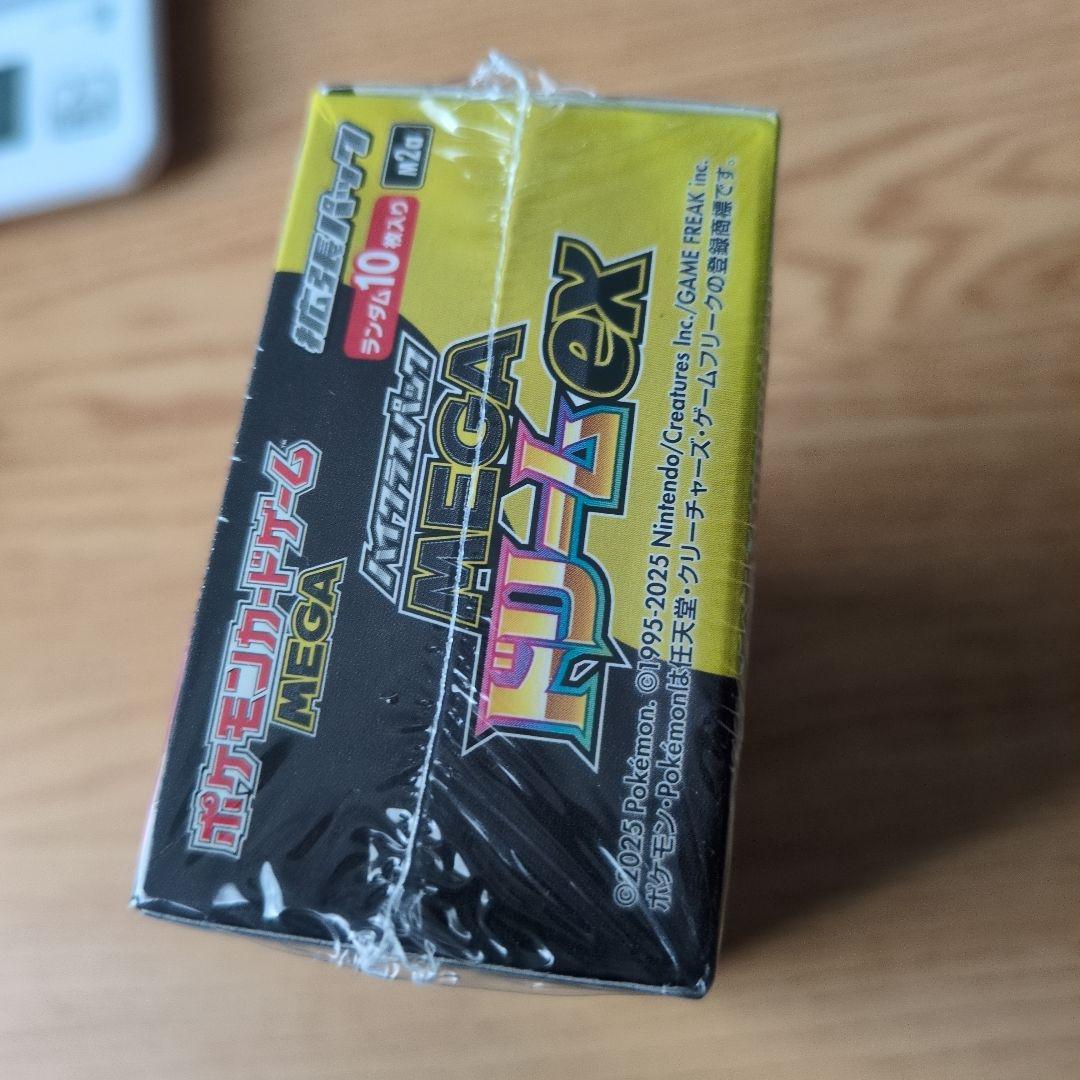 ポケモンカードゲーム™
MEGA
拡張パック
M2a
ランダム10枚入り
ハイクラスパック
MEGA
ドリームex
©2025 Pokémon. ©1995-2025 Nintendo/Creatures Inc./GAME FREAK inc.
ポケモン・Pokémonは任天堂・クリーチャーズ・ゲームフリークの登録商標です。